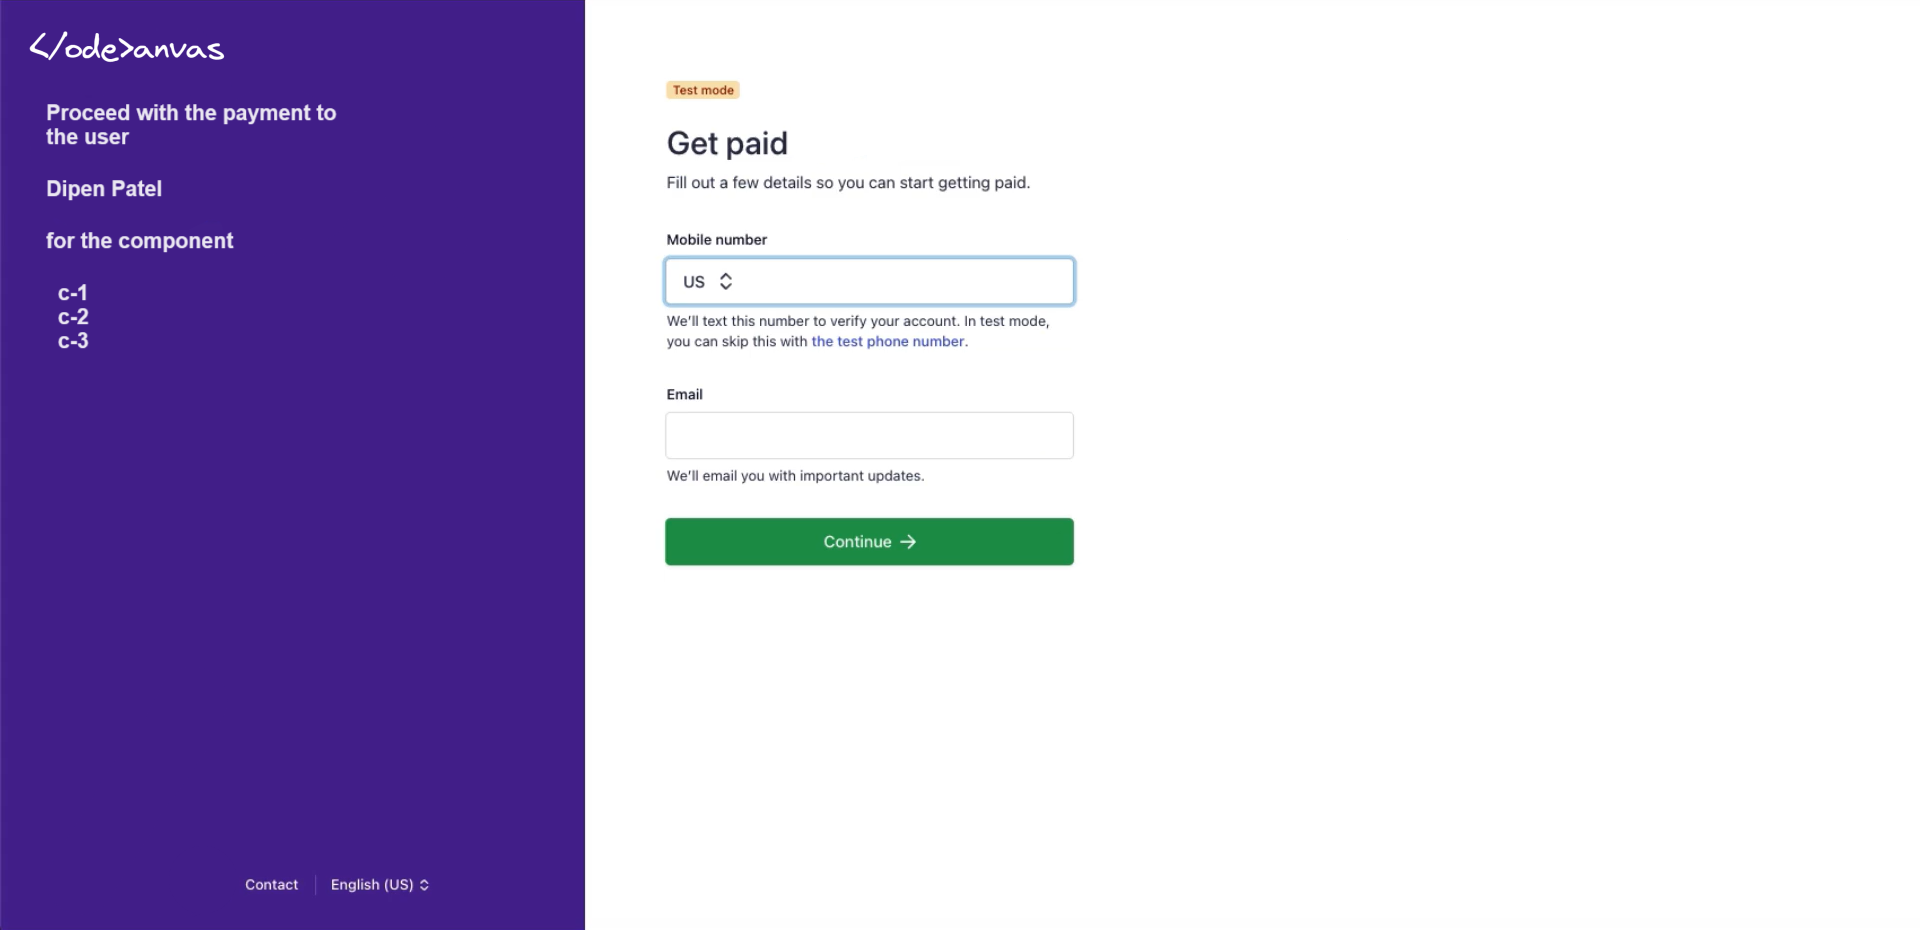 </ode>anvas
Proceed with the payment to
the user
Dipen Patel
for the component
c-1
c-2
c-3
Contact
English (US)
Test mode
Get paid
Fill out a few details so you can start getting paid.
Mobile number
US
We'll text this number to verify your account. In test mode,
you can skip this with the test phone number.
Email
We'll email you with important updates.
Continue →